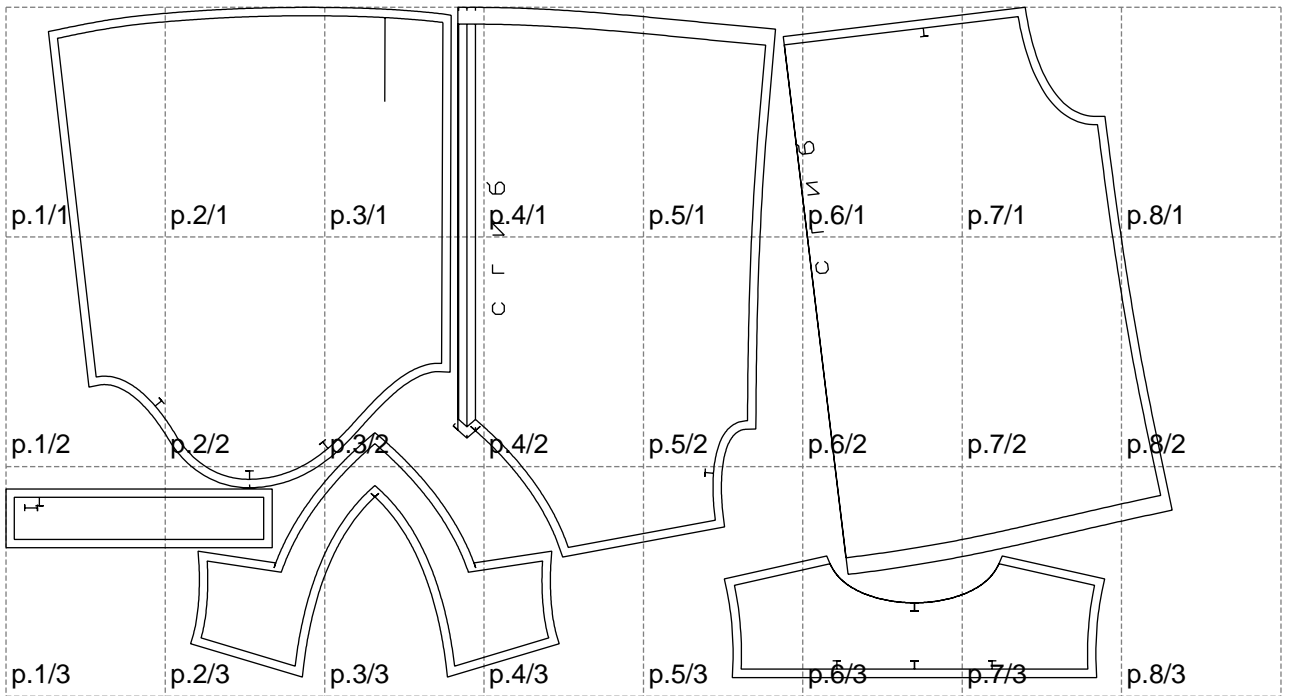 С Г И б
С Г И б
p.1/1 p.2/1 p.3/1 p.4/1 p.5/1 p.6/1 p.7/1 p.8/1
p.1/2 p.2/2 p.3/2 p.4/2 p.5/2 p.6/2 p.7/2 p.8/2
p.1/3 p.2/3 p.3/3 p.4/3 p.5/3 p.6/3 p.7/3 p.8/3